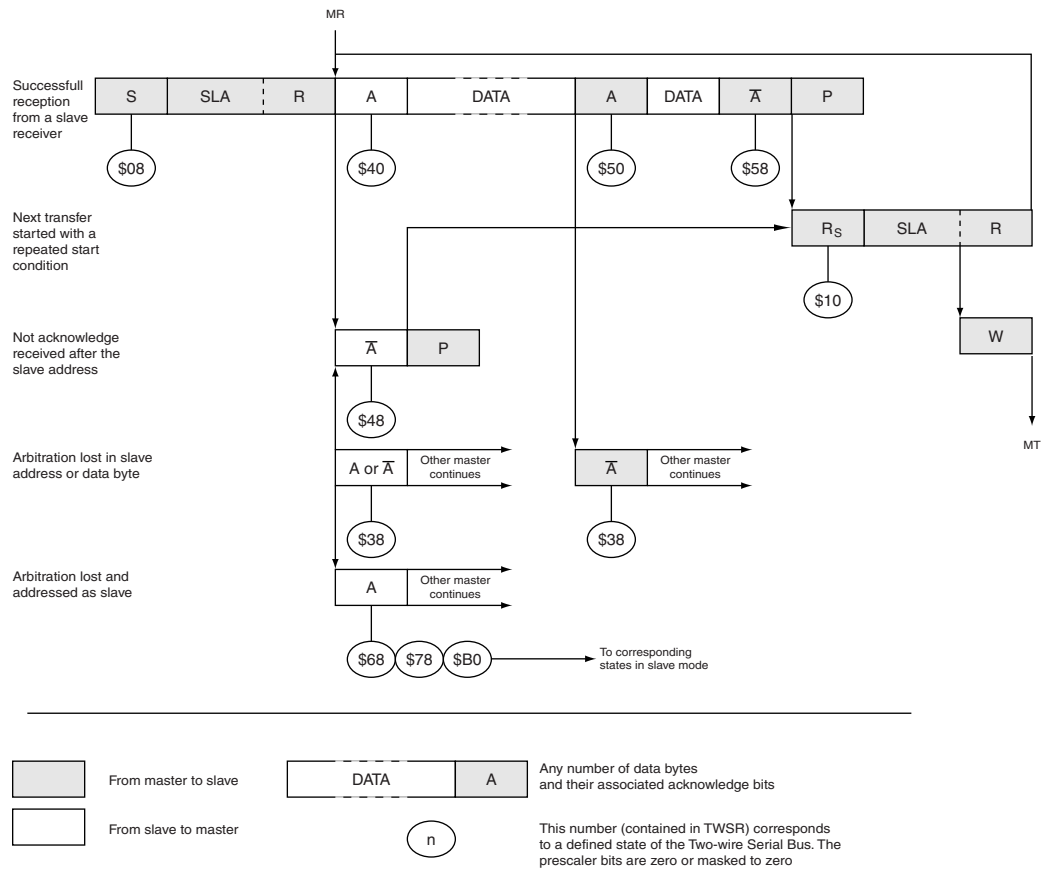 MR
Successfull
reception
from a slave
receiver
S SLA R A DATA A DATA A̅ P
$08 $40 $50 $58
Next transfer
started with a
repeated start
condition
RS SLA R
$10
Not acknowledge
received after the
slave address
A̅ P
W
$48
MT
Arbitration lost in slave
address or data byte
A or A̅ Other master
continues
A̅ Other master
continues
$38 $38
Arbitration lost and
addressed as slave
A Other master
continues
$68 $78 $B0
To corresponding
states in slave mode
From master to slave
DATA A
Any number of data bytes
and their associated acknowledge bits
From slave to master
n
This number (contained in TWSR) corresponds
to a defined state of the Two-wire Serial Bus. The
prescaler bits are zero or masked to zero